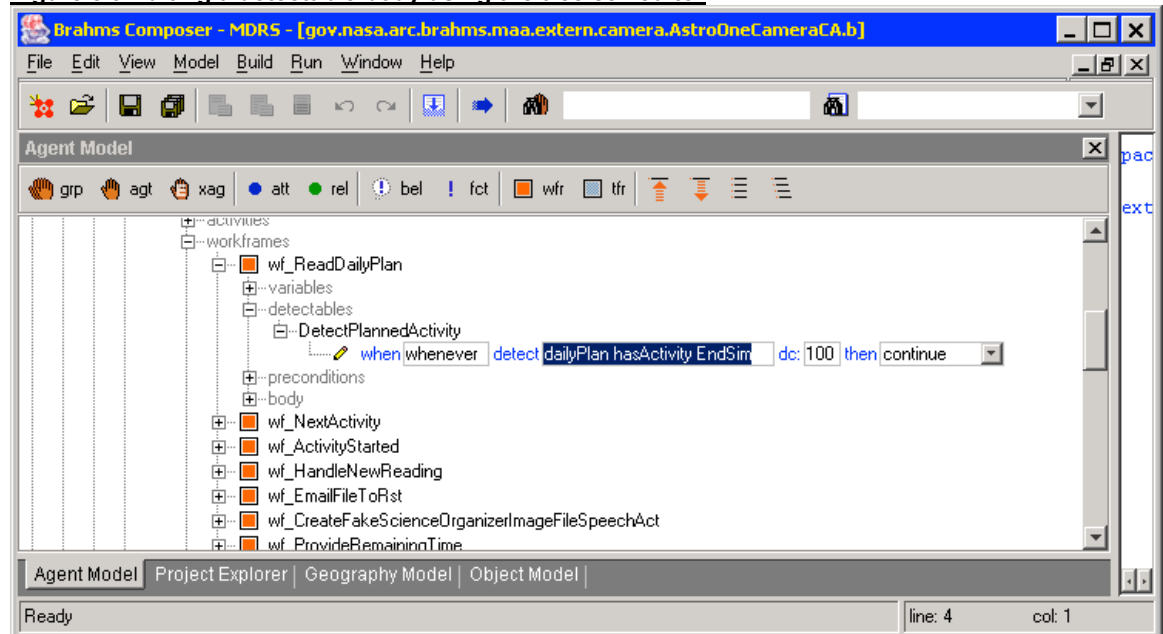 Brahms Composer - MDRS - [gov.nasa.arc.brahms.maa.extern.camera.AstroOneCameraCA.b]
File Edit View Model Build Run Window Help
Agent Model
grp agt xag att rel bel fct wfr tfr
pac
ext
activities
workframes
wf_ReadDailyPlan
variables
detectables
DetectPlannedActivity
when whenever detect dailyPlan hasActivity EndSim dc: 100 then continue
preconditions
body
wf_NextActivity
wf_ActivityStarted
wf_HandleNewReading
wf_EmailFileToRst
wf_CreateFakeScienceOrganizerImageFileSpeechAct
wf_ProvideRemainingTime
Agent Model Project Explorer Geography Model Object Model
Ready line: 4 col: 1